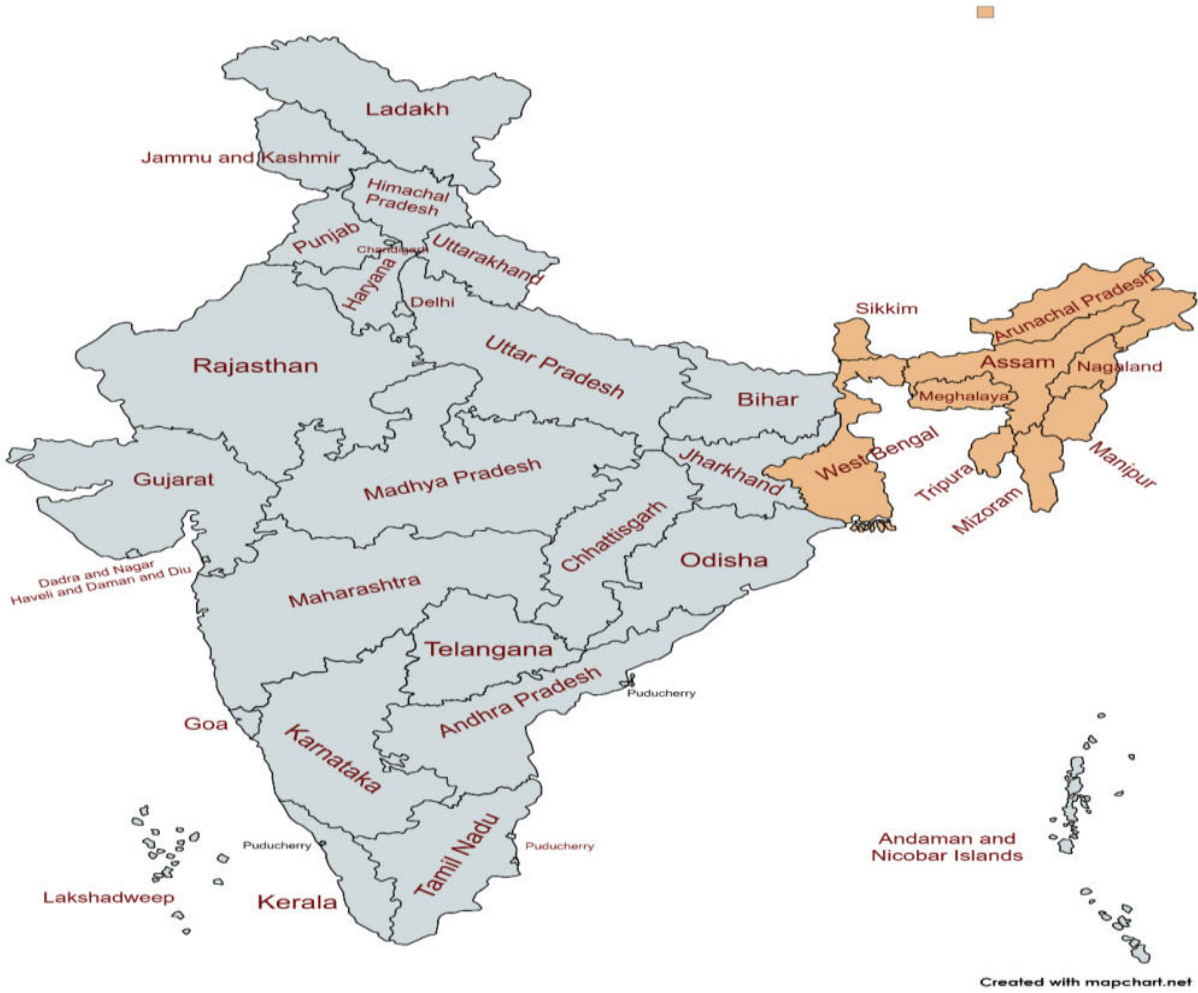 Ladakh
Jammu and Kashmir
Himachal
Pradesh
Punjab
Chandigarh
Uttarakhand
Haryana
Delhi
Sikkim
Arunachal Pradesh
Rajasthan
Uttar Pradesh
Bihar
Assam
Nagaland
Meghalaya
West Bengal
Gujarat
Madhya Pradesh
Jharkhand
Tripura
Mizoram
Manipur
Chhattisgarh
Odisha
Dadra and Nagar
Haveli and Daman and Diu
Maharashtra
Telangana
Andhra Pradesh
Puducherry
Goa
Karnataka
Puducherry
Tamil Nadu
Puducherry
Andaman and
Nicobar Islands
Lakshadweep
Kerala
Created with mapchart.net